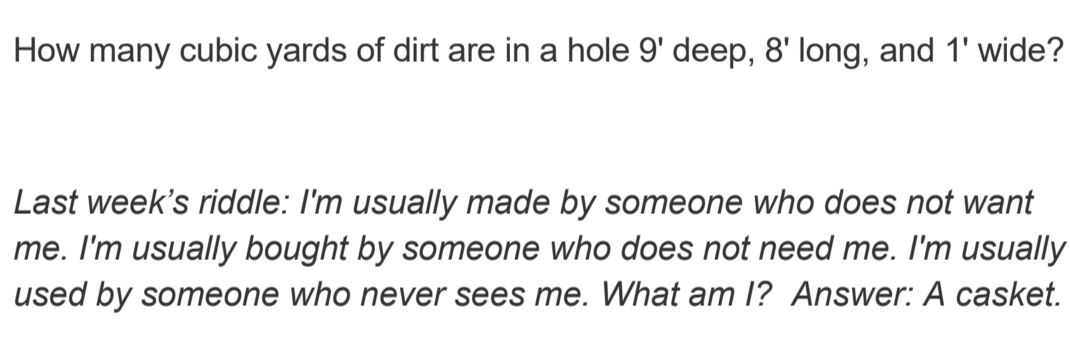 How many cubic yards of dirt are in a hole 9' deep, 8' long, and 1' wide?
Last week’s riddle: I'm usually made by someone who does not want
me. I'm usually bought by someone who does not need me. I'm usually
used by someone who never sees me. What am I?  Answer: A casket.